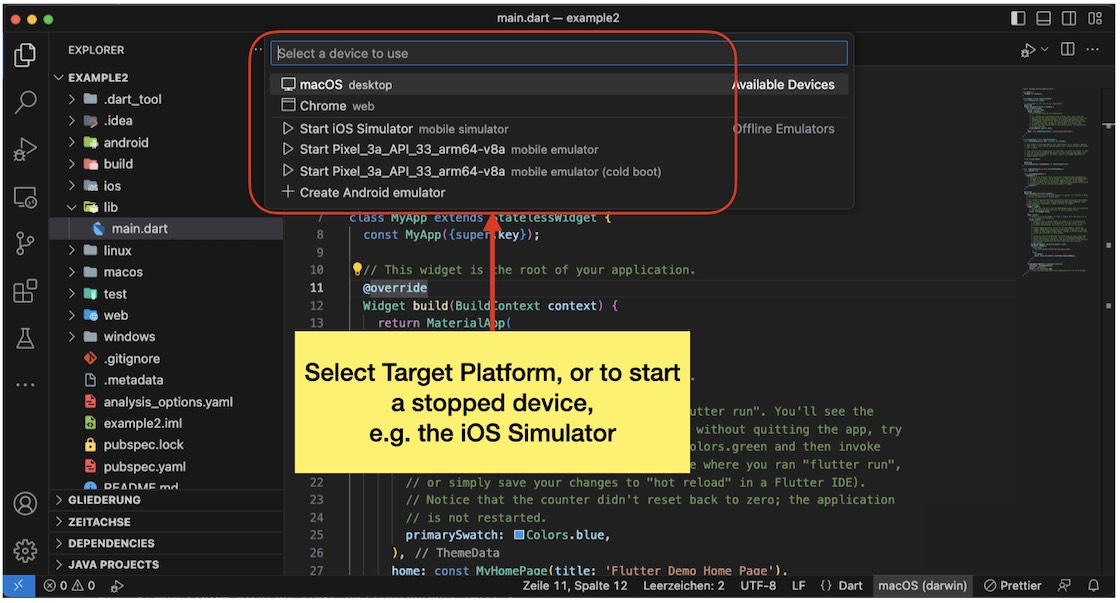 main.dart — example2
EXPLORER
Select a device to use
EXAMPLE2
macOS desktop Available Devices
Chrome web
Start iOS Simulator mobile simulator Offline Emulators
Start Pixel_3a_API_33_arm64-v8a mobile emulator
Start Pixel_3a_API_33_arm64-v8a mobile emulator (cold boot)
Create Android emulator
.dart_tool
.idea
android
build
ios
lib
main.dart
linux
macos
test
web
windows
.gitignore
.metadata
analysis_options.yaml
example2.iml
pubspec.lock
pubspec.yaml
README.md
GLIEDERUNG
ZEITACHSE
DEPENDENCIES
JAVA PROJECTS
7 class MyApp extends StatelessWidget {
8 const MyApp({super.key});
9
10 // This widget is the root of your application.
11 @override
12 Widget build(BuildContext context) {
13 return MaterialApp(
Select Target Platform, or to start
a stopped device,
e.g. the iOS Simulator
utter run". You'll see the
without quitting the app, try
olors.green and then invoke
e where you ran "flutter run",
22 // or simply save your changes to "hot reload" in a Flutter IDE).
23 // Notice that the counter didn't reset back to zero; the application
24 // is not restarted.
25 primarySwatch: Colors.blue,
26 ), // ThemeData
27 home: const MyHomePage(title: 'Flutter Demo Home Page'),
0 0 Zeile 11, Spalte 12 Leerzeichen: 2 UTF-8 LF {} Dart macOS (darwin) Prettier